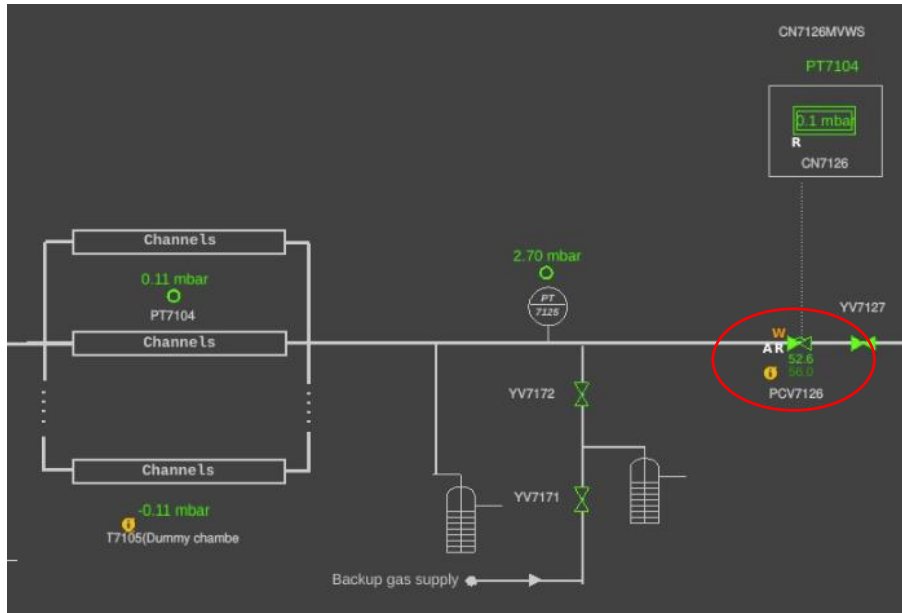 CN7126MVWS
PT7104
0.1 mbar
R
CN7126
Channels
0.11 mbar
PT7104
Channels
2.70 mbar
PT
7126
YV7127
W
A R
52.6
56.0
PCV7126
YV7172
Channels
YV7171
-0.11 mbar
T7105(Dummy chambe
Backup gas supply